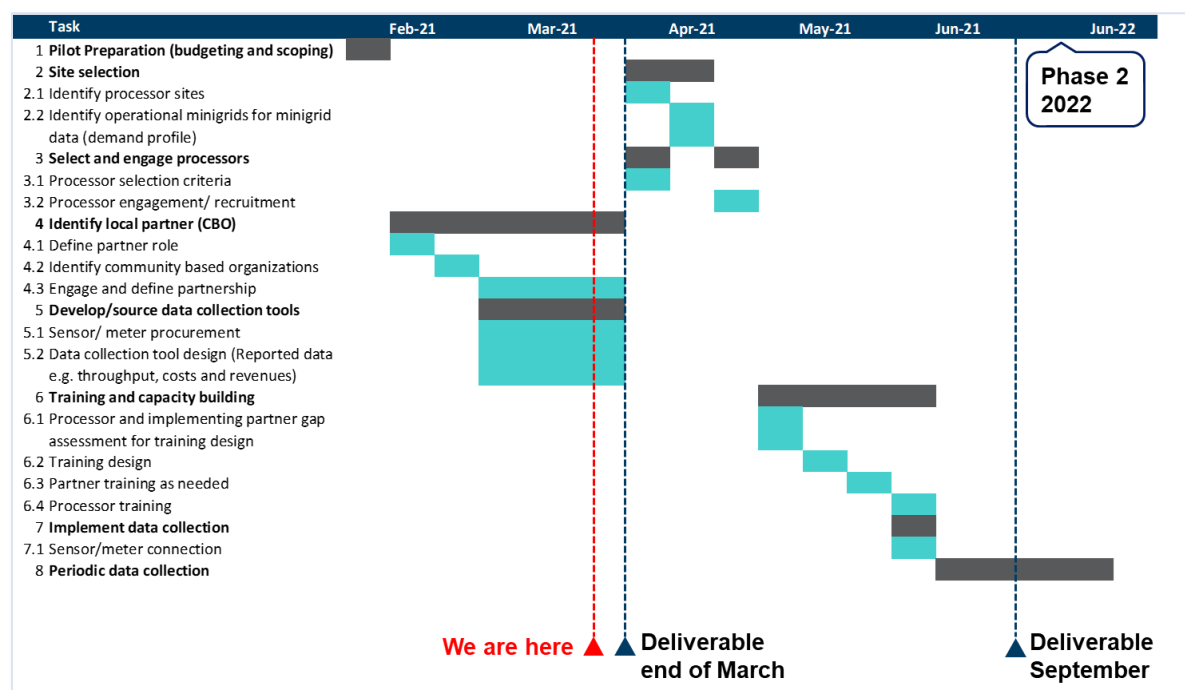 Task
Feb-21 Mar-21 Apr-21 May-21 Jun-21 Jun-22
1 Pilot Preparation (budgeting and scoping)
2 Site selection
2.1 Identify processor sites
2.2 Identify operational minigrids for minigrid
data (demand profile)
3 Select and engage processors
3.1 Processor selection criteria
3.2 Processor engagement/ recruitment
4 Identify local partner (CBO)
4.1 Define partner role
4.2 Identify community based organizations
4.3 Engage and define partnership
5 Develop/source data collection tools
5.1 Sensor/ meter procurement
5.2 Data collection tool design (Reported data
e.g. throughput, costs and revenues)
6 Training and capacity building
6.1 Processor and implementing partner gap
assessment for training design
6.2 Training design
6.3 Partner training as needed
6.4 Processor training
7 Implement data collection
7.1 Sensor/meter connection
8 Periodic data collection
Phase 2
2022
We are here
Deliverable
end of March
Deliverable
September